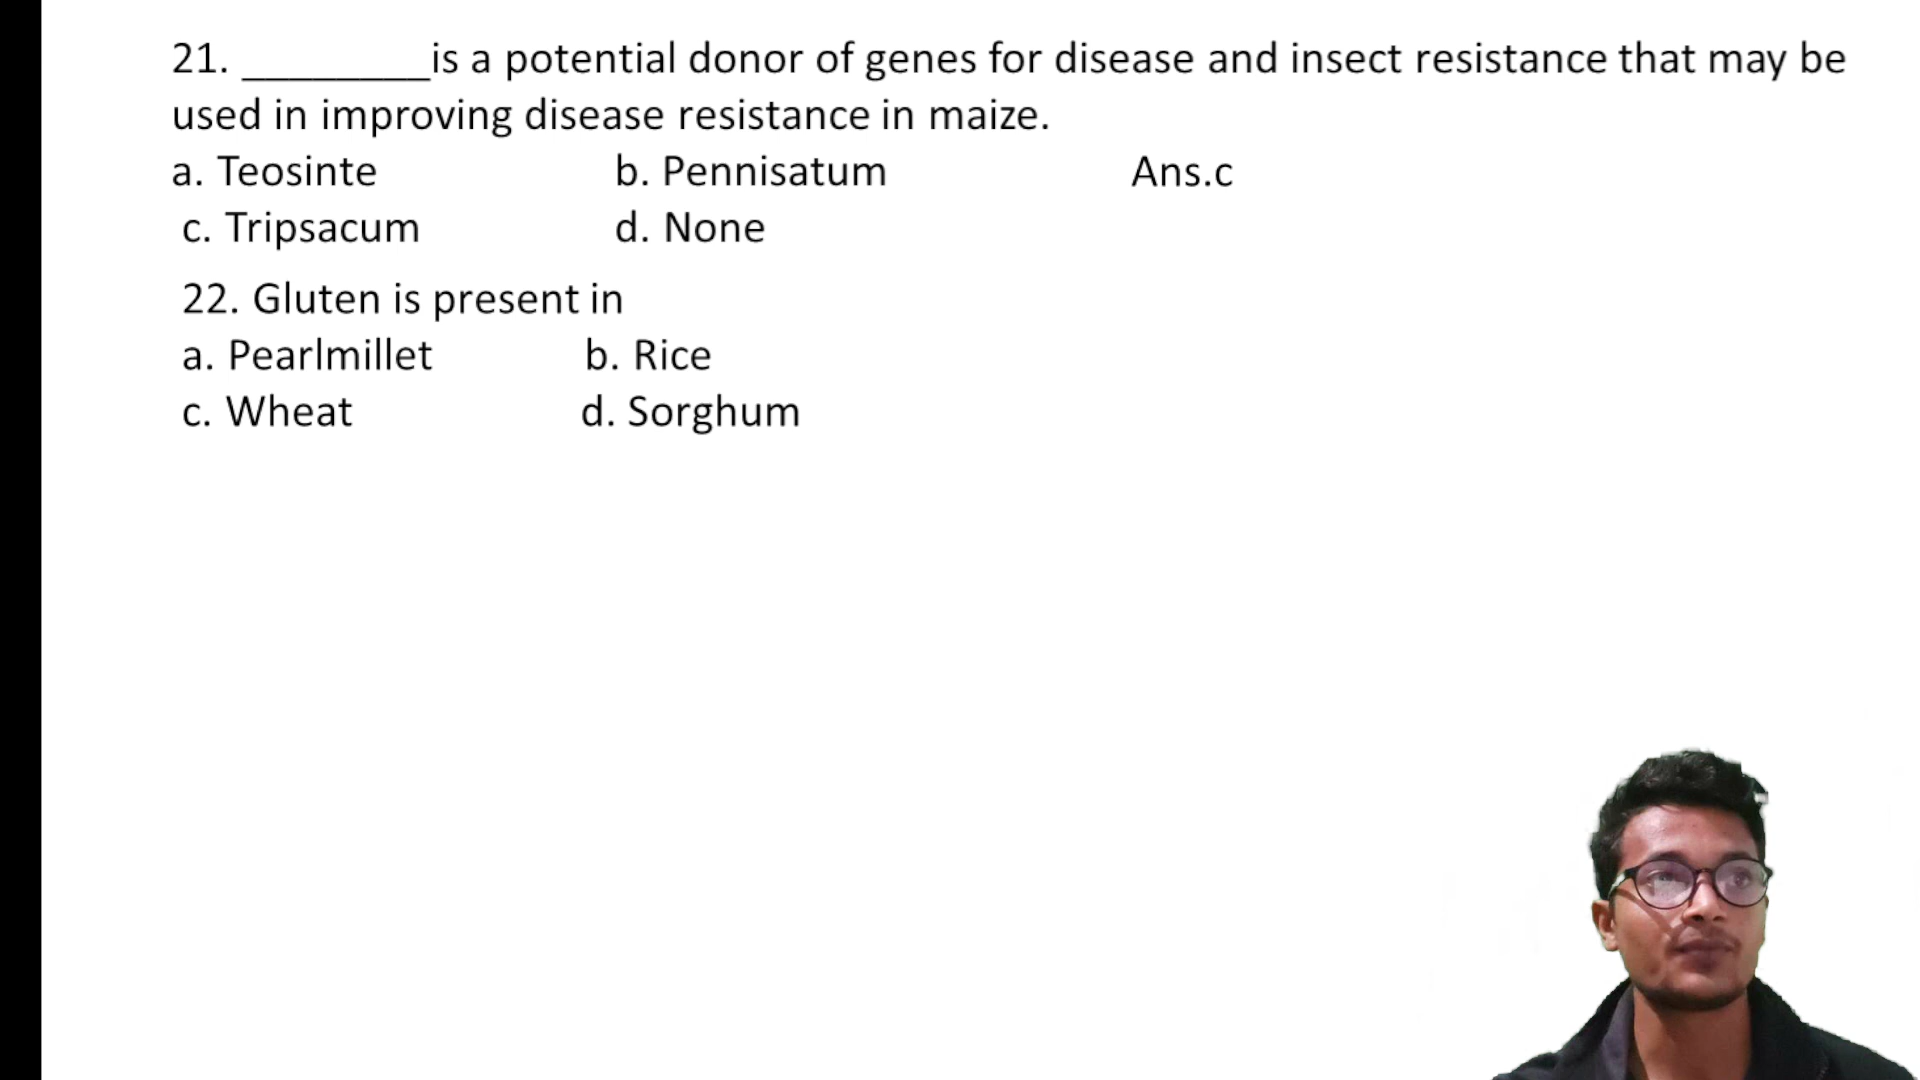 21. ________is a potential donor of genes for disease and insect resistance that may be
used in improving disease resistance in maize.
a. Teosinte b. Pennisatum Ans.c
c. Tripsacum d. None
22. Gluten is present in
a. Pearlmillet b. Rice
c. Wheat d. Sorghum